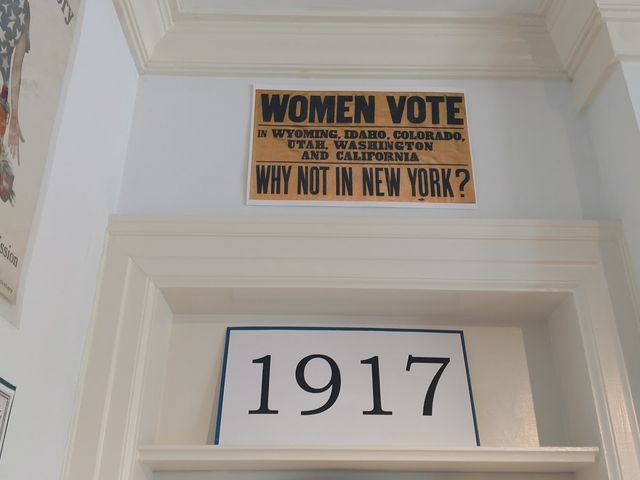 WOMEN VOTE
IN WYOMING, IDAHO, COLORADO,
UTAH, WASHINGTON
AND CALIFORNIA
WHY NOT IN NEW YORK?
1917